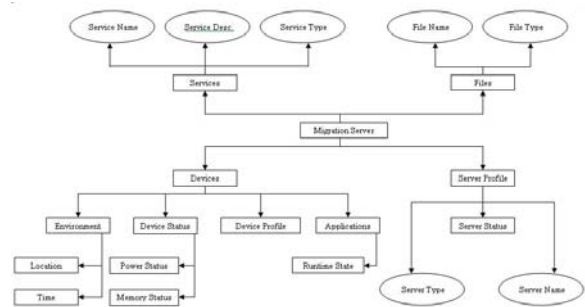 Service Name
Service Desc.
Service Type
File Name
File Type
Services
Files
Migration Server
Devices
Server Profile
Environment
Device Status
Device Profile
Applications
Server Status
Location
Power Status
Runtime State
Time
Memory Status
Server Type
Server Name